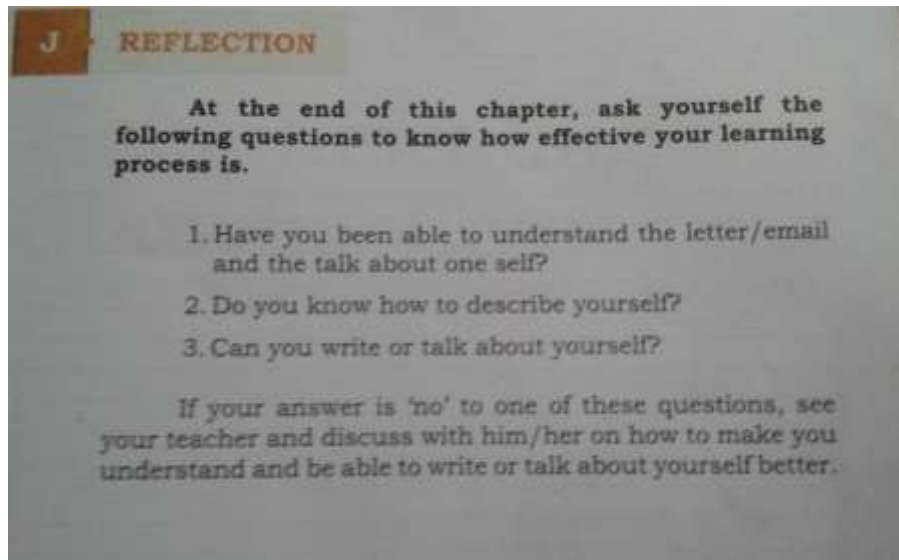 J REFLECTION
At the end of this chapter, ask yourself the
following questions to know how effective your learning
process is.
1. Have you been able to understand the letter/email
and the talk about one self?
2. Do you know how to describe yourself?
3. Can you write or talk about yourself?
If your answer is 'no' to one of these questions, see
your teacher and discuss with him/her on how to make you
understand and be able to write or talk about yourself better.